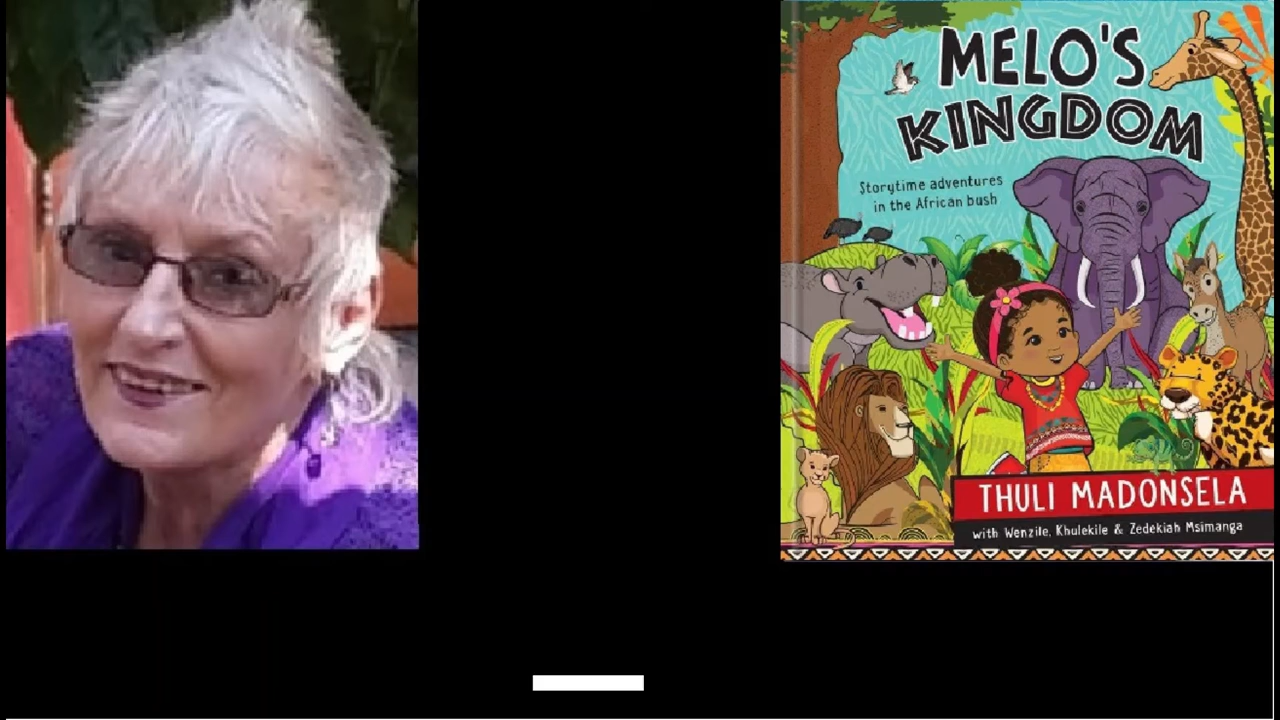 MELO'S
KINGDOM
Storytime adventures
in the African bush
THULI MADONSELA
with Wenzile, Khulekile & Zedekiah Msimanga